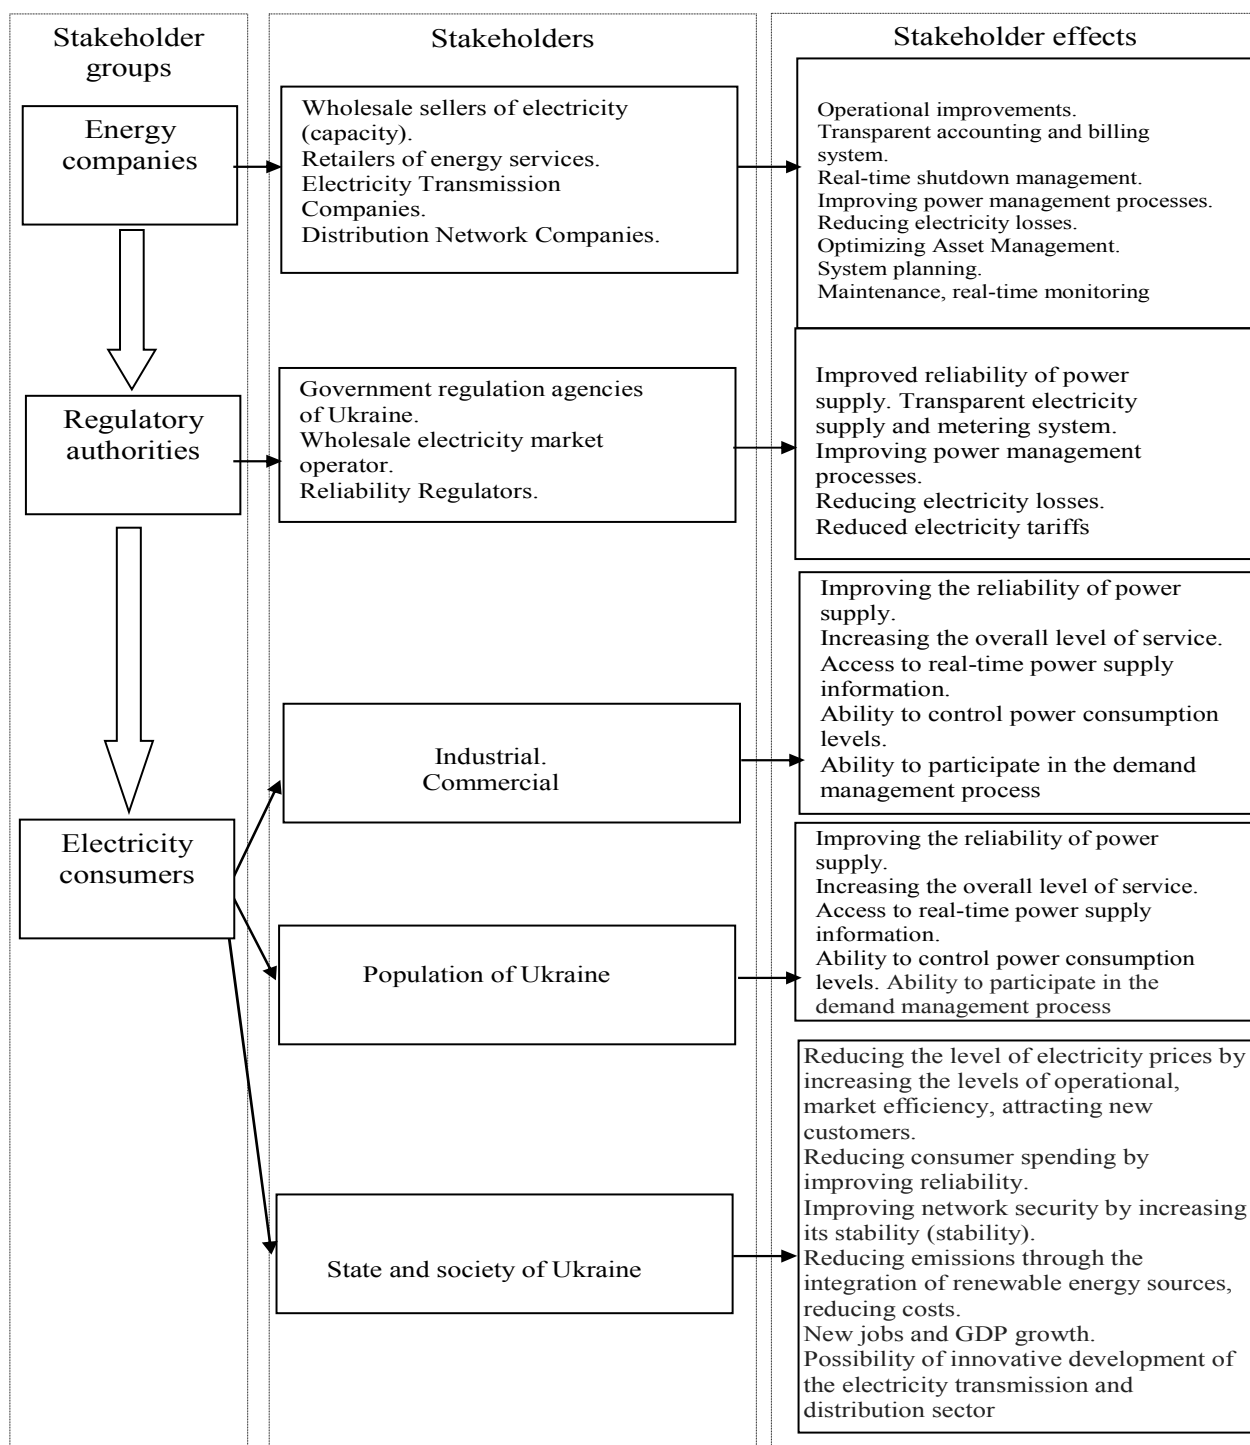 Stakeholder
groups
Stakeholders
Stakeholder effects
Energy
companies
Wholesale sellers of electricity
(capacity).
Retailers of energy services.
Electricity Transmission
Companies.
Distribution Network Companies.
Operational improvements.
Transparent accounting and billing
system.
Real-time shutdown management.
Improving power management processes.
Reducing electricity losses.
Optimizing Asset Management.
System planning.
Maintenance, real-time monitoring
Regulatory
authorities
Government regulation agencies
of Ukraine.
Wholesale electricity market
operator.
Reliability Regulators.
Improved reliability of power
supply. Transparent electricity
supply and metering system.
Improving power management
processes.
Reducing electricity losses.
Reduced electricity tariffs
Electricity
consumers
Industrial.
Commercial
Improving the reliability of power
supply.
Increasing the overall level of service.
Access to real-time power supply
information.
Ability to control power consumption
levels.
Ability to participate in the demand
management process
Population of Ukraine
Improving the reliability of power
supply.
Increasing the overall level of service.
Access to real-time power supply
information.
Ability to control power consumption
levels. Ability to participate in the
demand management process
State and society of Ukraine
Reducing the level of electricity prices by
increasing the levels of operational,
market efficiency, attracting new
customers.
Reducing consumer spending by
improving reliability.
Improving network security by increasing
its stability (stability).
Reducing emissions through the
integration of renewable energy sources,
reducing costs.
New jobs and GDP growth.
Possibility of innovative development of
the electricity transmission and
distribution sector